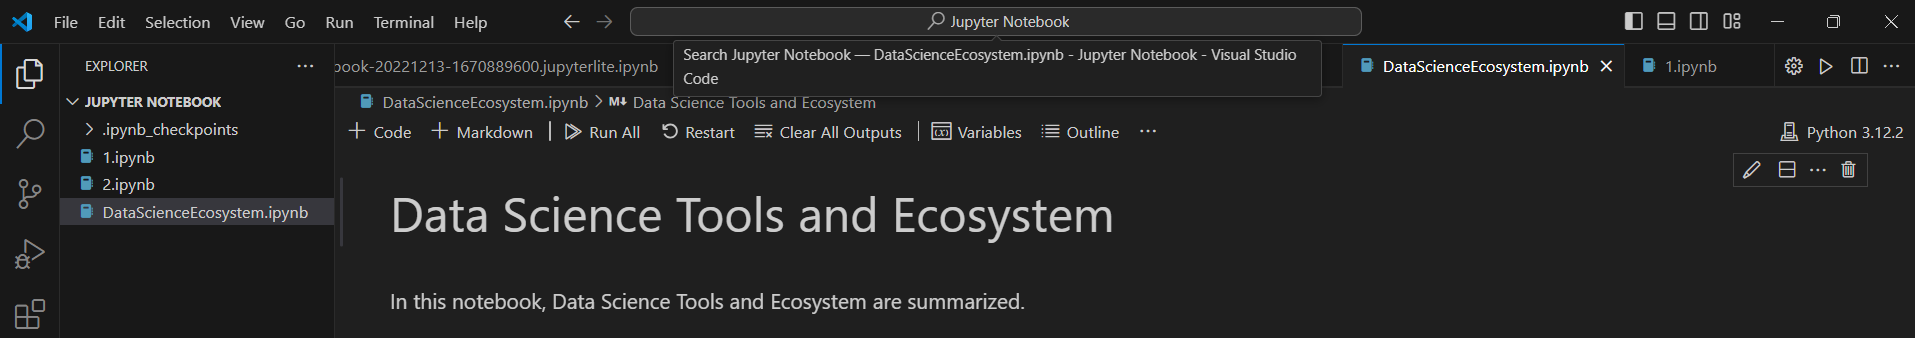 File Edit Selection View Go Run Terminal Help Jupyter Notebook
EXPLORER
JUPYTER NOTEBOOK
.ipynb_checkpoints
1.ipynb
2.ipynb
DataScienceEcosystem.ipynb
book-20221213-1670889600.jupyterlite.ipynb
Search Jupyter Notebook — DataScienceEcosystem.ipynb - Jupyter Notebook - Visual Studio
Code
DataScienceEcosystem.ipynb 1.ipynb
DataScienceEcosystem.ipynb > M↓ Data Science Tools and Ecosystem
+ Code + Markdown | Run All Restart Clear All Outputs | (x) Variables Outline ...
Python 3.12.2
Data Science Tools and Ecosystem
In this notebook, Data Science Tools and Ecosystem are summarized.